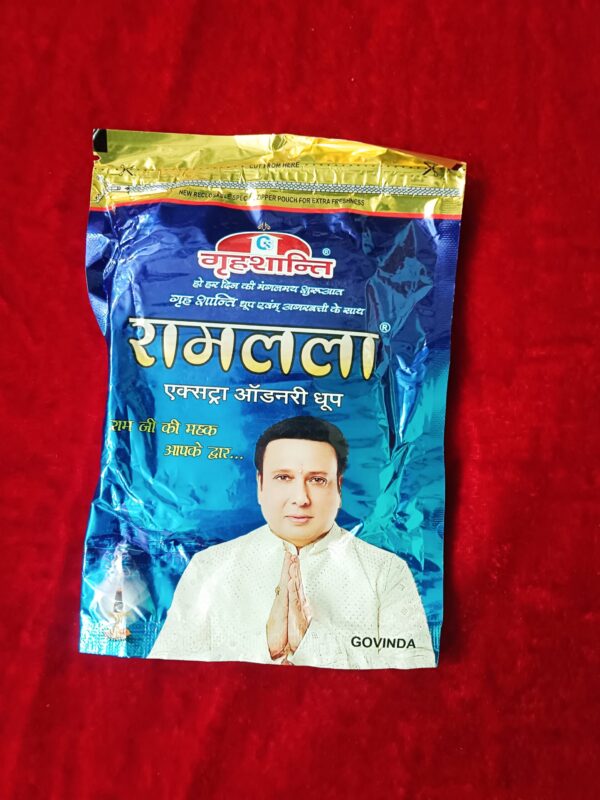 CUT FROM HERE
NEW RECLOSABLE SPECIAL ZIPPER POUCH FOR EXTRA FRESHNESS
गृहशान्ति®
हो हर दिन की मंगलमय शुरूआत
गृह शान्ति धूप एवंम् अगरबत्ती के साथ
रामलला®
एक्सट्रा ऑडनरी धूप
राम जी की महक
आपके द्वार...
GOVINDA